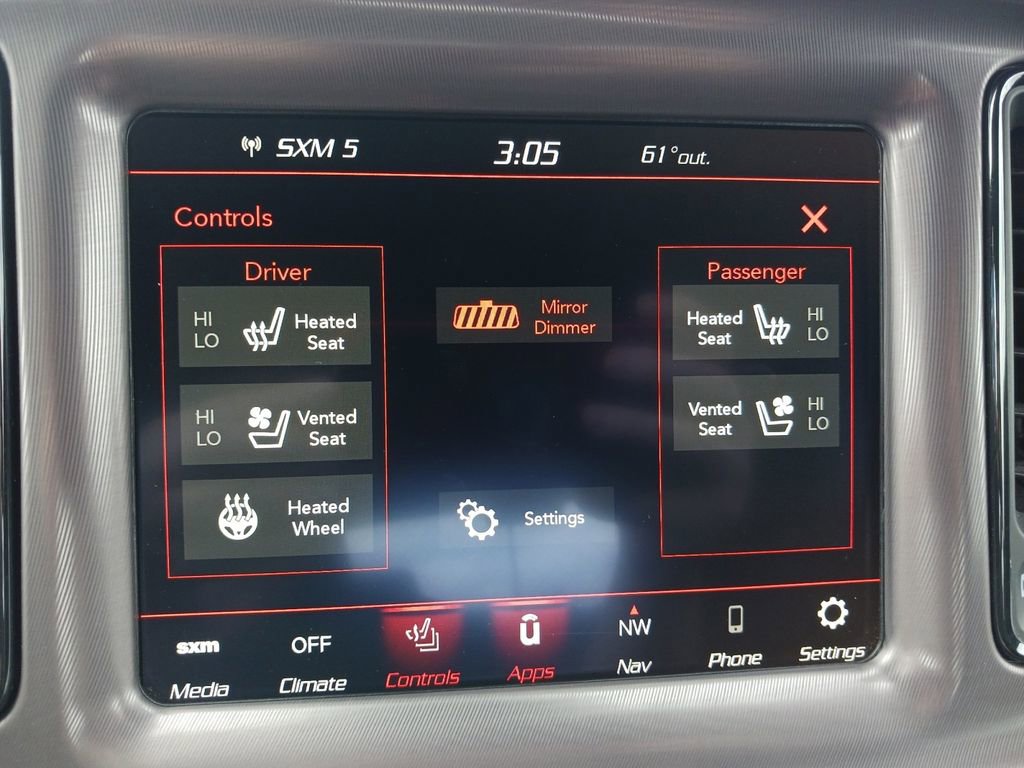 SXM 5 3:05 61°out.
Controls X
Driver
HI
LO
Heated
Seat
HI
LO
Vented
Seat
Heated
Wheel
Mirror
Dimmer
Settings
Passenger
Heated
Seat
HI
LO
Vented
Seat
HI
LO
sxm
Media
OFF
Climate
Controls
û
Apps
NW
Nav
Phone
Settings